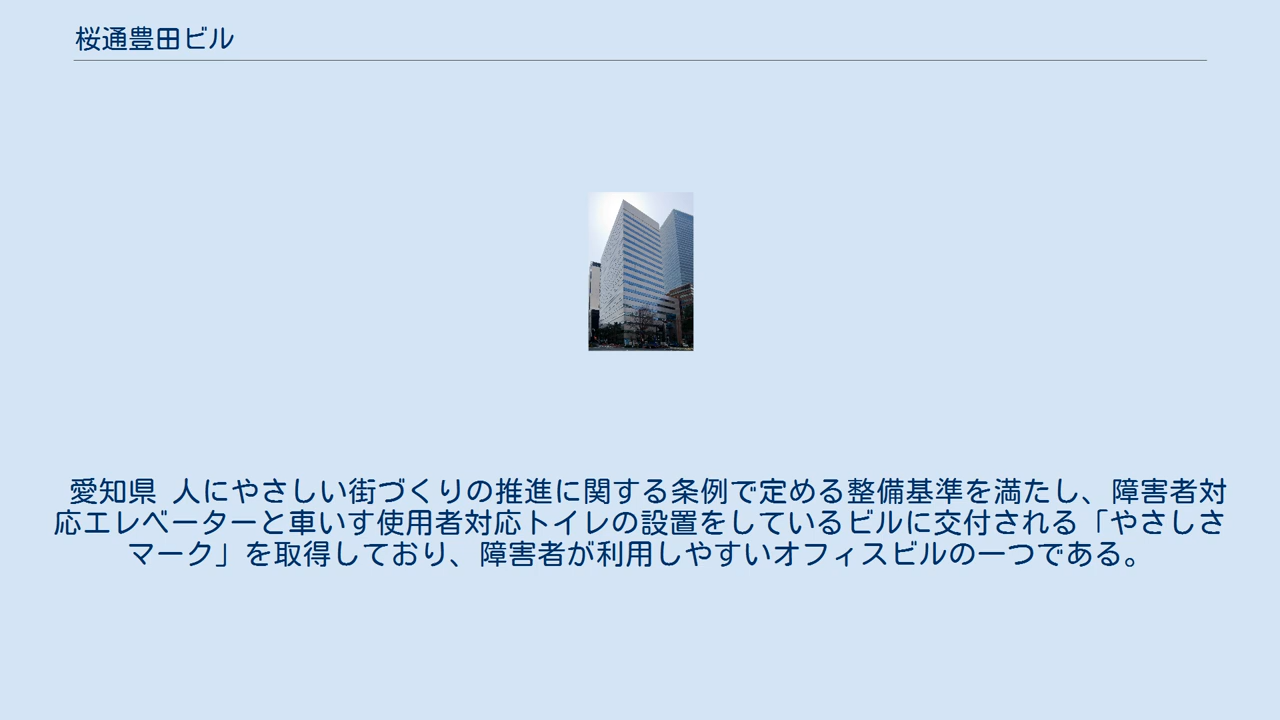 桜通豊田ビル
愛知県 人にやさしい街づくりの推進に関する条例で定める整備基準を満たし、障害者対
応エレベーターと車いす使用者対応トイレの設置をしているビルに交付される「やさしさ
マーク」を取得しており、障害者が利用しやすいオフィスビルの一つである。